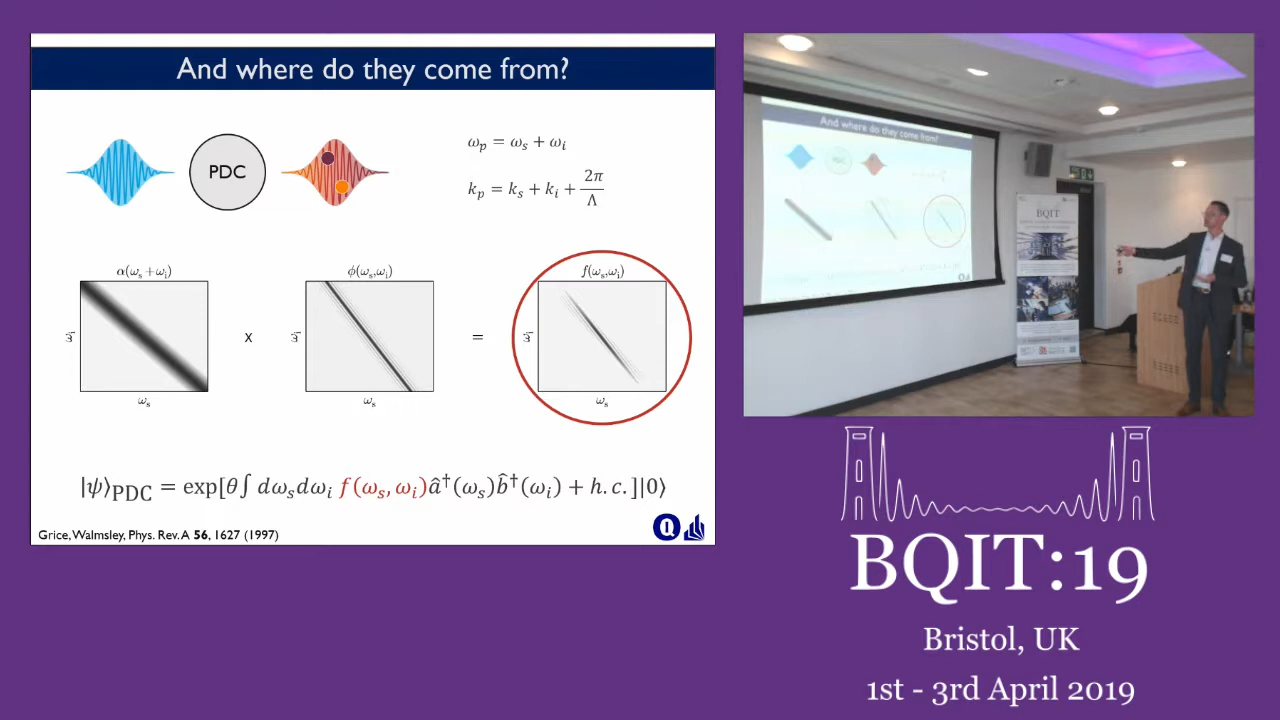 And where do they come from?
PDC
ω_p = ω_s + ω_i
k_p = k_s + k_i + 2π/Λ
α(ω_s + ω_i)
ω_i
ω_s
x
ϕ(ω_s,ω_i)
ω_i
ω_s
=
f(ω_s,ω_i)
ω_i
ω_s
|ψ⟩_PDC = exp[θ∫ dω_s dω_i f(ω_s, ω_i)â†(ω_s)b̂†(ω_i) + h.c.]|0⟩
Grice, Walmsley, Phys. Rev. A 56, 1627 (1997)
Q
And where do they come from?
BQIT
BQIT:19
Bristol, UK
1st - 3rd April 2019